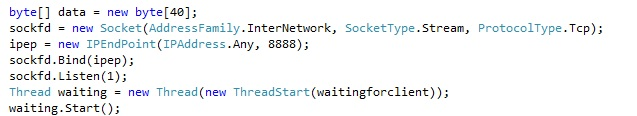 byte[] data = new byte[40];
sockfd = new Socket(AddressFamily.InterNetwork, SocketType.Stream, ProtocolType.Tcp);
ipep = new IPEndPoint(IPAddress.Any, 8888);
sockfd.Bind(ipep);
sockfd.Listen(1);
Thread waiting = new Thread(new ThreadStart(waitingforclient));
waiting.Start();